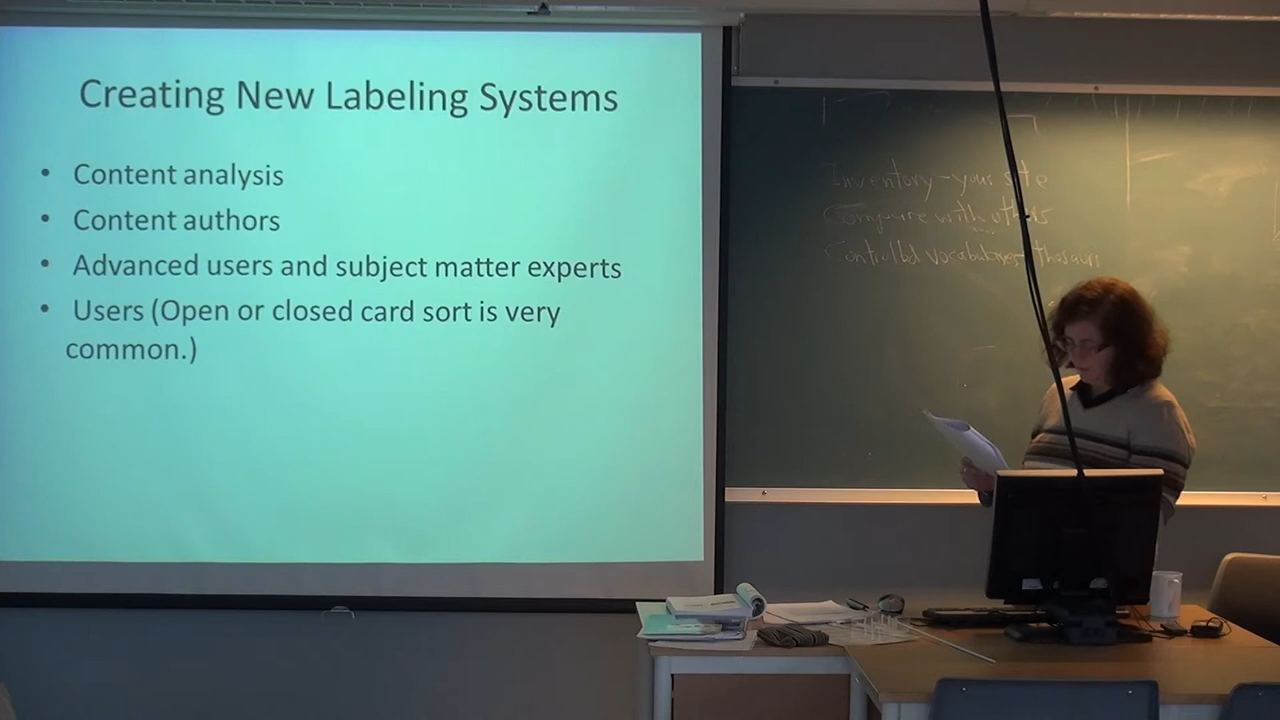 Creating New Labeling Systems
• Content analysis
• Content authors
• Advanced users and subject matter experts
• Users (Open or closed card sort is very
common.)
Inventory - your site
Compare with others
Controlled vocabularies thesauri